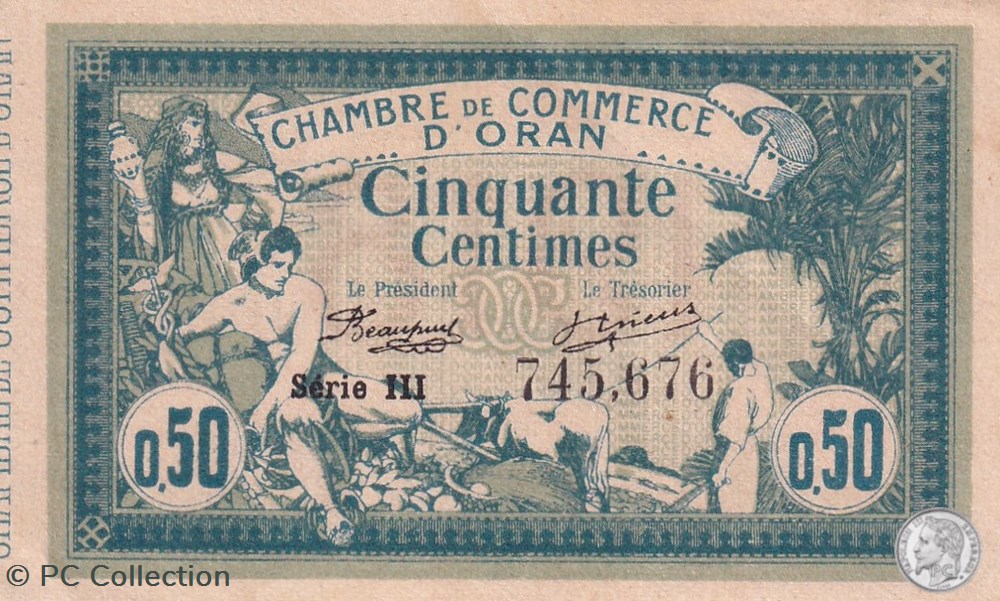 CHAMBRE DE COMMERCE
D'ORAN
Cinquante
Centimes
Le Président Le Trésorier
Série III 745,676
0,50 0,50
© PC Collection
PC